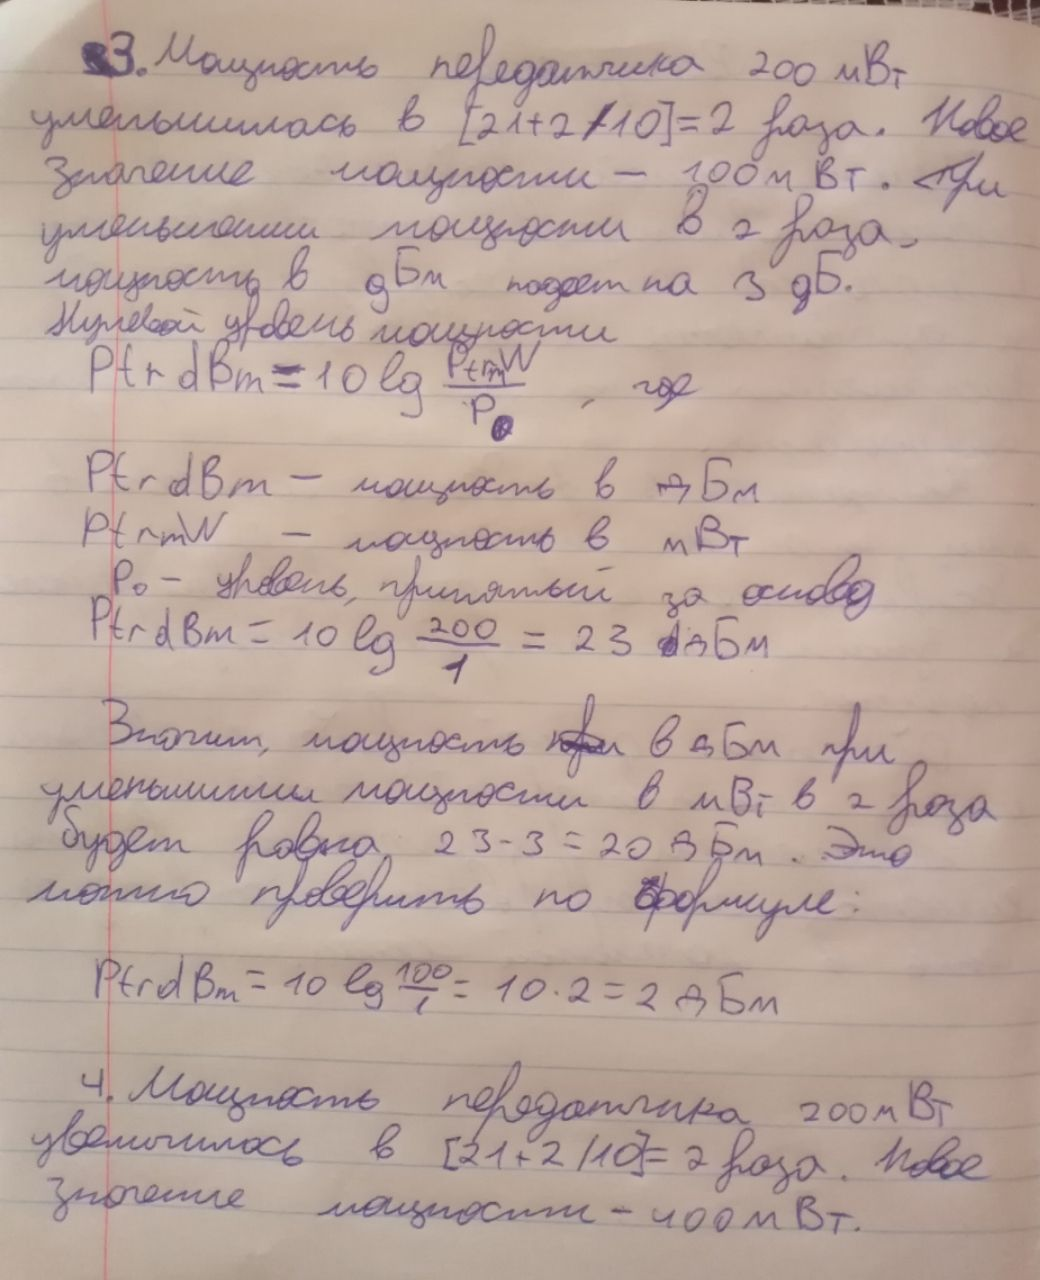 3. Мощность передатчика 200 мВт
уменьшилась в [21+2/10]=2 раза. Новое
значение мощности – 100 мВт. При
уменьшении мощности в 2 раза,
мощность в дБм падает на 3 дБ.
Нулевой уровень мощности
Ptr dBm = 10 lg PtrmW/P0, где
Ptr dBm – мощность в дБм
PtrmW – мощность в мВт
P0 – уровень, принятый за основу
Ptr dBm = 10 lg 200/1 = 23 дБм
Значит, мощность в дБм при
уменьшении мощности в мВт в 2 раза
будет равна 23-3=20 дБм. Это
можно проверить по формуле:
Ptr dBm = 10 lg 100/1 = 10·2 = 2 дБм
4. Мощность передатчика 200 мВт
увеличилась в [21+2/10]=2 раза. Новое
значение мощности – 400 мВт.